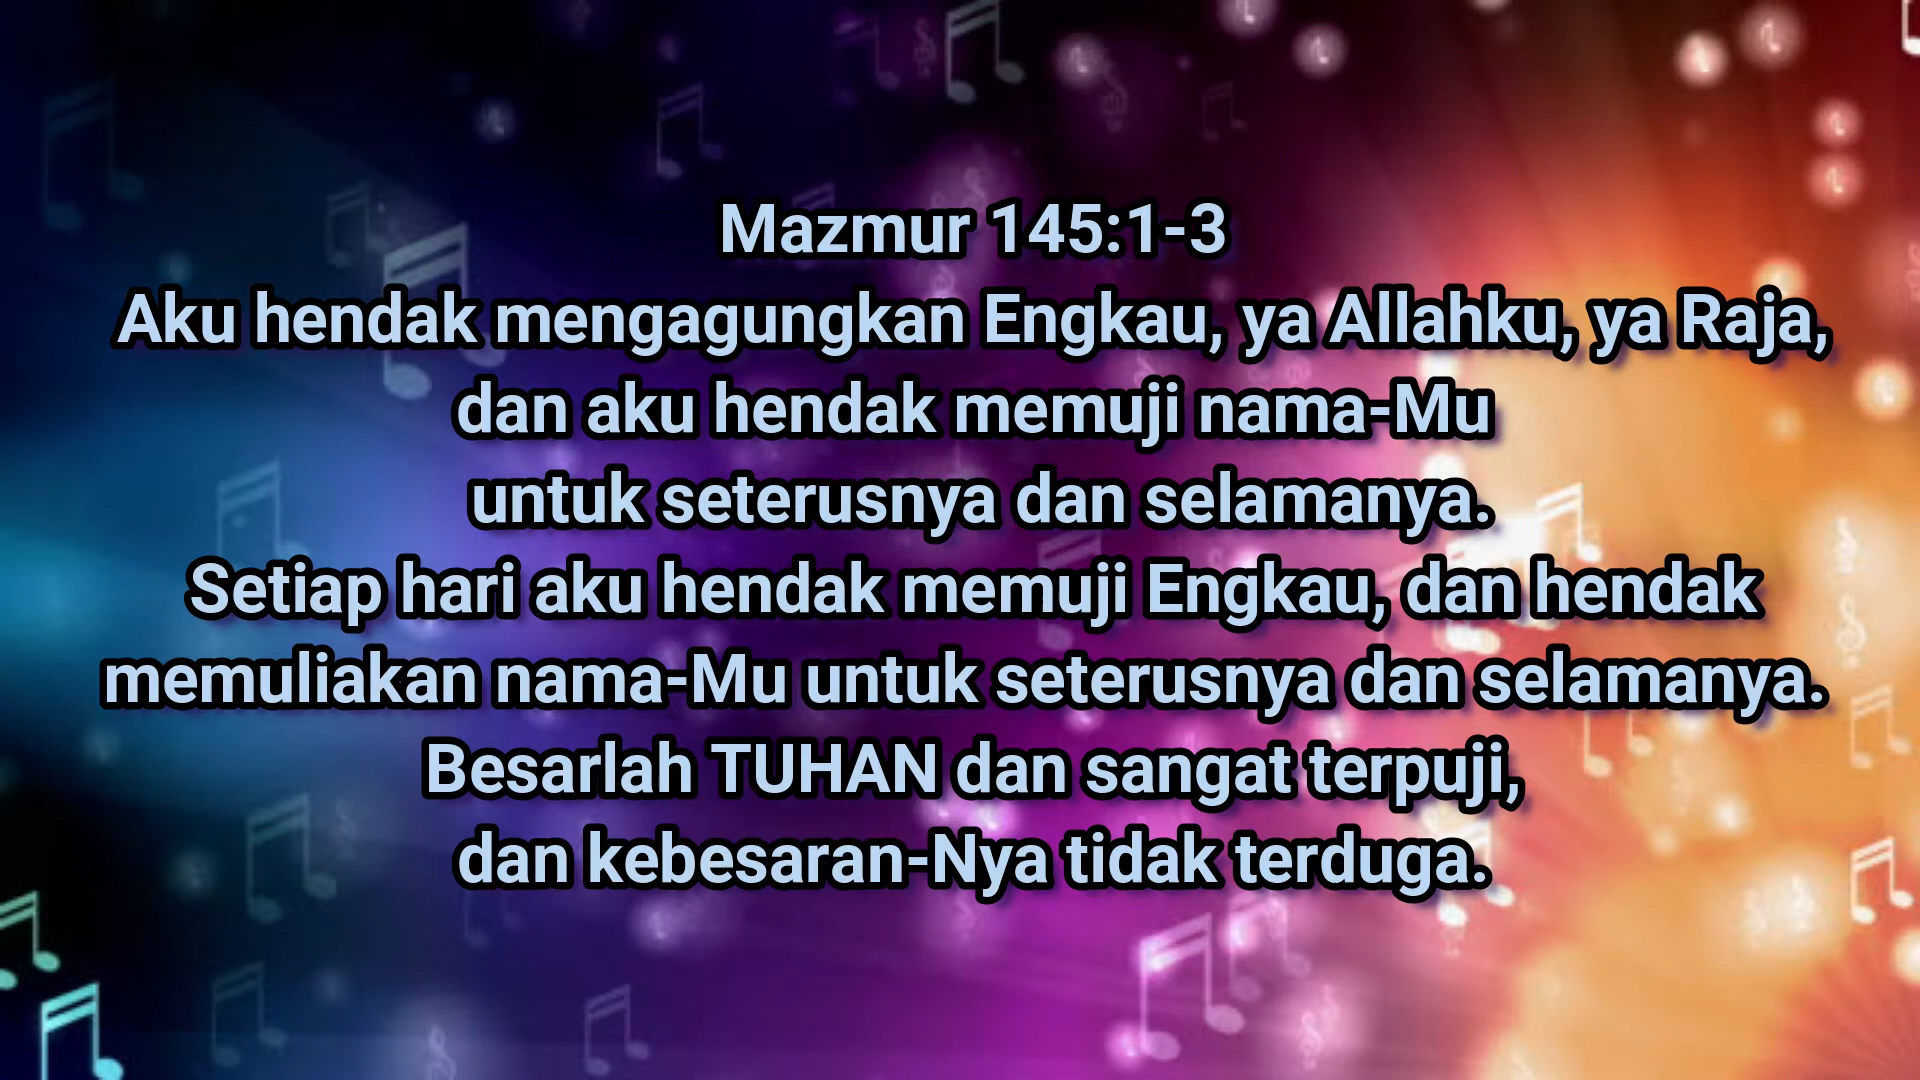 Mazmur 145:1-3
Aku hendak mengagungkan Engkau, ya Allahku, ya Raja,
dan aku hendak memuji nama-Mu
untuk seterusnya dan selamanya.
Setiap hari aku hendak memuji Engkau, dan hendak
memuliakan nama-Mu untuk seterusnya dan selamanya.
Besarlah TUHAN dan sangat terpuji,
dan kebesaran-Nya tidak terduga.